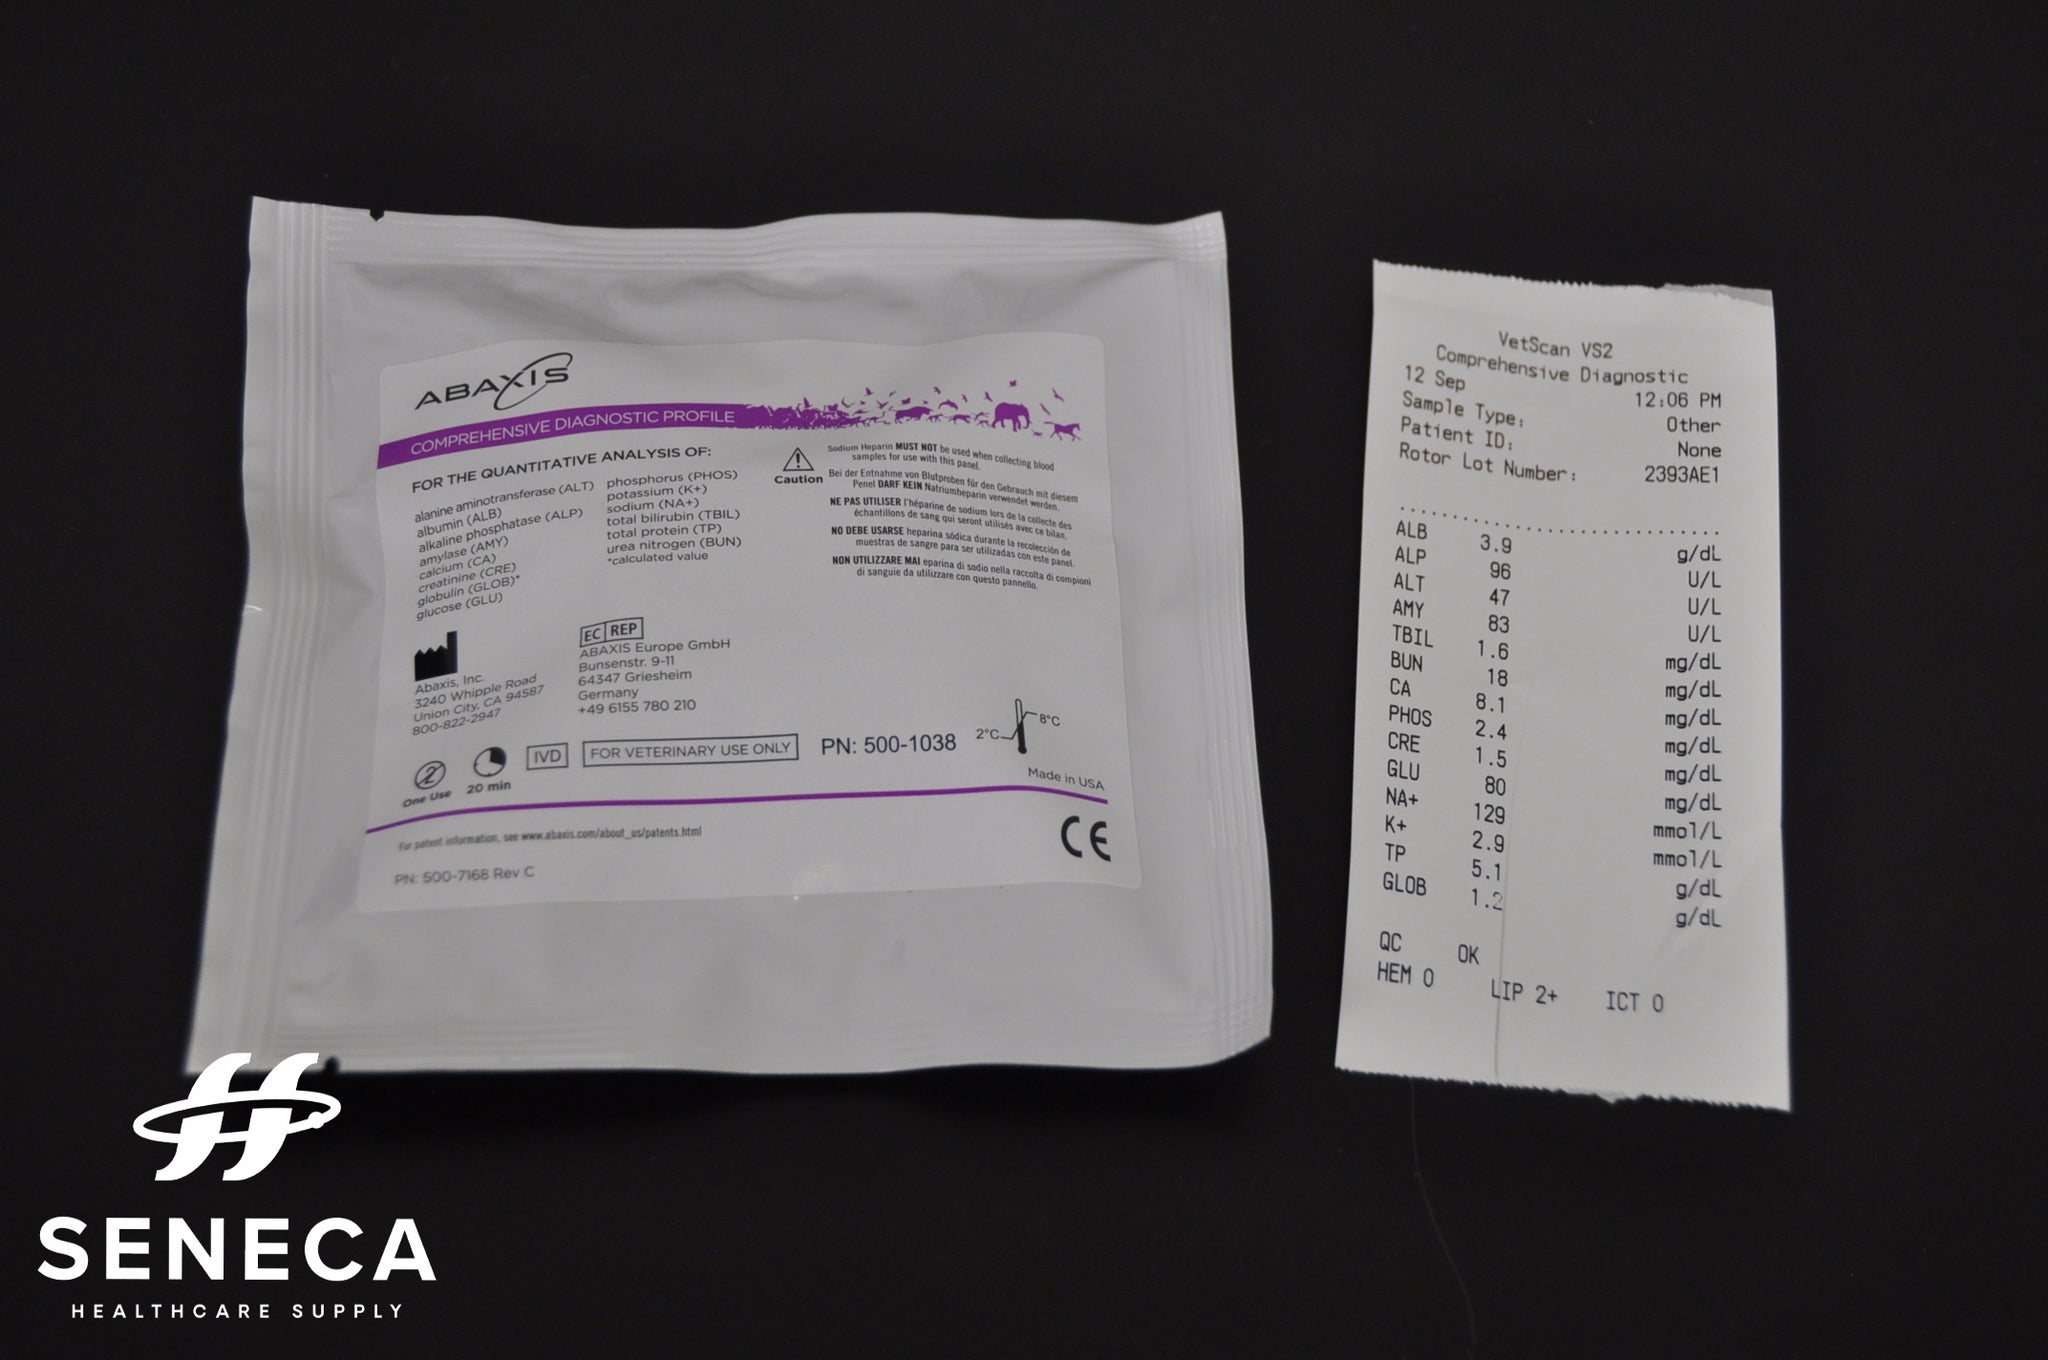 ABAXIS
COMPREHENSIVE DIAGNOSTIC PROFILE
FOR THE QUANTITATIVE ANALYSIS OF:
alanine aminotransferase (ALT)
albumin (ALB)
alkaline phosphatase (ALP)
amylase (AMY)
calcium (CA)
creatinine (CRE)
globulin (GLOB)*
glucose (GLU)
phosphorus (PHOS)
potassium (K+)
sodium (NA+)
total bilirubin (TBIL)
total protein (TP)
urea nitrogen (BUN)
*calculated value
Caution
Sodium Heparin MUST NOT be used when collecting blood
samples for use with this panel.
Bei der Entnahme von Blutproben für den Gebrauch mit diesem
Penel DARF KEIN Natriumheparin verwendet werden.
NE PAS UTILISER l'héparine de sodium lors de la collecte des
échantillons de sang qui seront utilisés avec ce bilan.
NO DEBE USARSE heparina sódica durante la recolección de
muestras de sangre para ser utilizadas con este panel.
NON UTILIZZARE MAI eparina di sodio nella raccolta di campioni
di sanguie da utilizzare con questo pannello.
Abaxis, Inc.
3240 Whipple Road
Union City, CA 94587
800-822-2947
EC REP
ABAXIS Europe GmbH
Bunsenstr. 9-11
64347 Griesheim
Germany
+49 6155 780 210
2
One Use
20 min
IVD
FOR VETERINARY USE ONLY
PN: 500-1038
2°C
8°C
Made in USA
For patent information, see www.abaxis.com/about_us/patents.html
CE
PN: 500-7168 Rev C
VetScan VS2
Comprehensive Diagnostic
12 Sep 12:06 PM
Sample Type: Other
Patient ID: None
Rotor Lot Number: 2393AE1
ALB 3.9 g/dL
ALP 96 U/L
ALT 47 U/L
AMY 83 U/L
TBIL 1.6 mg/dL
BUN 18 mg/dL
CA 8.1 mg/dL
PHOS 2.4 mg/dL
CRE 1.5 mg/dL
GLU 80 mg/dL
NA+ 129 mmol/L
K+ 2.9 mmol/L
TP 5.1 g/dL
GLOB 1.2 g/dL
QC OK
HEM 0 LIP 2+ ICT 0
SENECA
HEALTHCARE SUPPLY